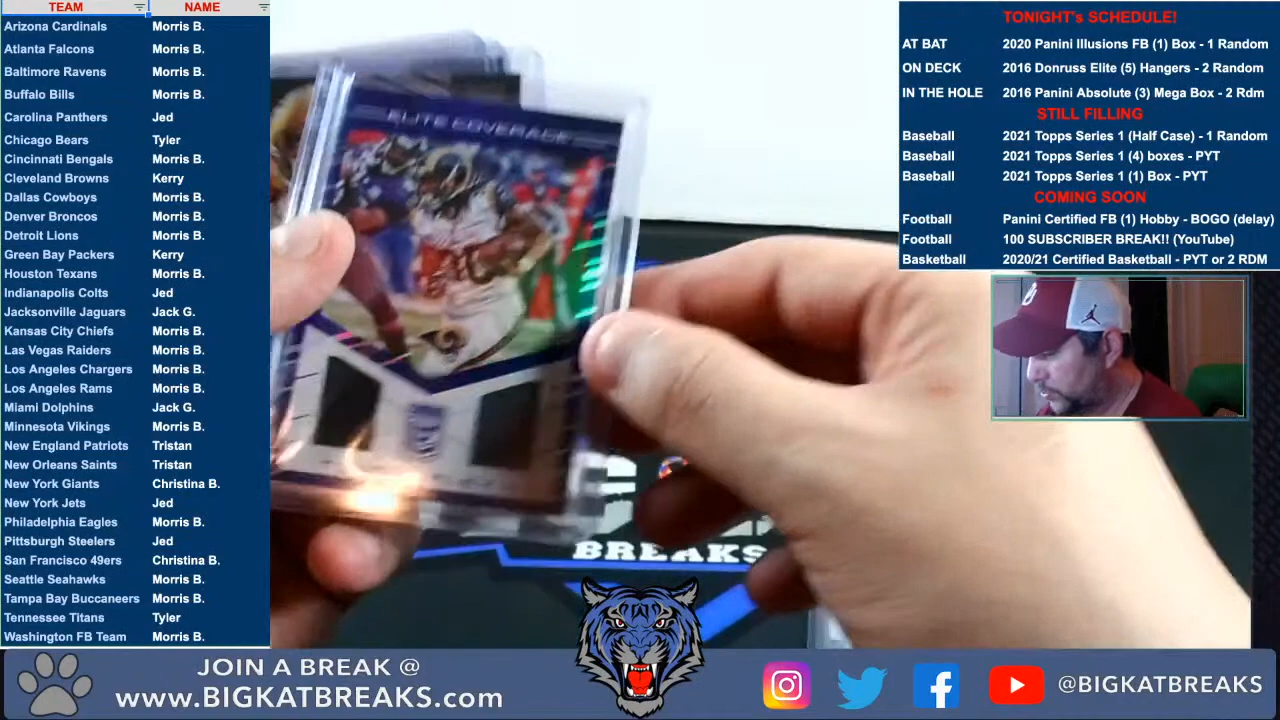 TEAM NAME
Arizona Cardinals Morris B.
Atlanta Falcons Morris B.
Baltimore Ravens Morris B.
Buffalo Bills Morris B.
Carolina Panthers Jed
Chicago Bears Tyler
Cincinnati Bengals Morris B.
Cleveland Browns Kerry
Dallas Cowboys Morris B.
Denver Broncos Morris B.
Detroit Lions Morris B.
Green Bay Packers Kerry
Houston Texans Morris B.
Indianapolis Colts Jed
Jacksonville Jaguars Jack G.
Kansas City Chiefs Morris B.
Las Vegas Raiders Morris B.
Los Angeles Chargers Morris B.
Los Angeles Rams Morris B.
Miami Dolphins Jack G.
Minnesota Vikings Morris B.
New England Patriots Tristan
New Orleans Saints Tristan
New York Giants Christina B.
New York Jets Jed
Philadelphia Eagles Morris B.
Pittsburgh Steelers Jed
San Francisco 49ers Christina B.
Seattle Seahawks Morris B.
Tampa Bay Buccaneers Morris B.
Tennessee Titans Tyler
Washington FB Team Morris B.
ELITE COVERAGE
BREAKS
TONIGHT's SCHEDULE!
AT BAT 2020 Panini Illusions FB (1) Box - 1 Random
ON DECK 2016 Donruss Elite (5) Hangers - 2 Random
IN THE HOLE 2016 Panini Absolute (3) Mega Box - 2 Rdm
STILL FILLING
Baseball 2021 Topps Series 1 (Half Case) - 1 Random
Baseball 2021 Topps Series 1 (4) boxes - PYT
Baseball 2021 Topps Series 1 (1) Box - PYT
COMING SOON
Football Panini Certified FB (1) Hobby - BOGO (delay)
Football 100 SUBSCRIBER BREAK!! (YouTube)
Basketball 2020/21 Certified Basketball - PYT or 2 RDM
JOIN A BREAK @
www.BIGKATBREAKS.com
@BIGKATBREAKS